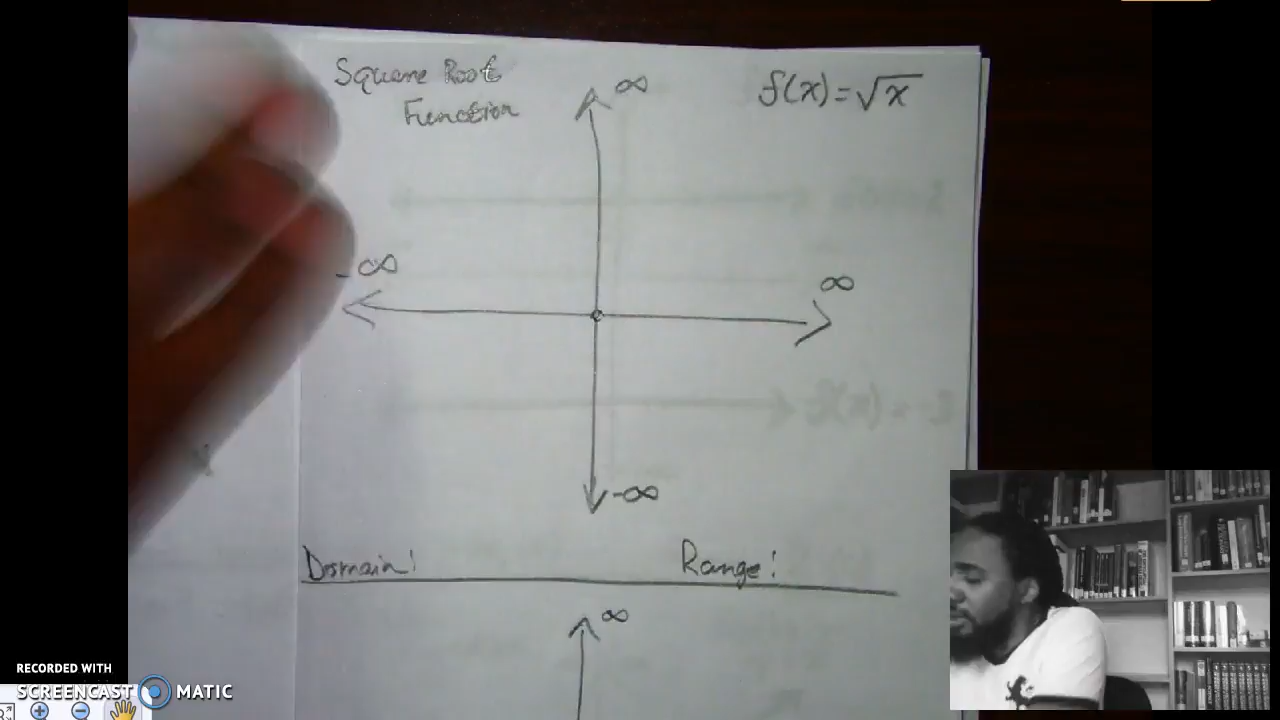 Square Root
Function
f(x)=√x
∞
-∞
∞
-∞
Domain:
Range:
∞
RECORDED WITH
SCREENCAST MATIC